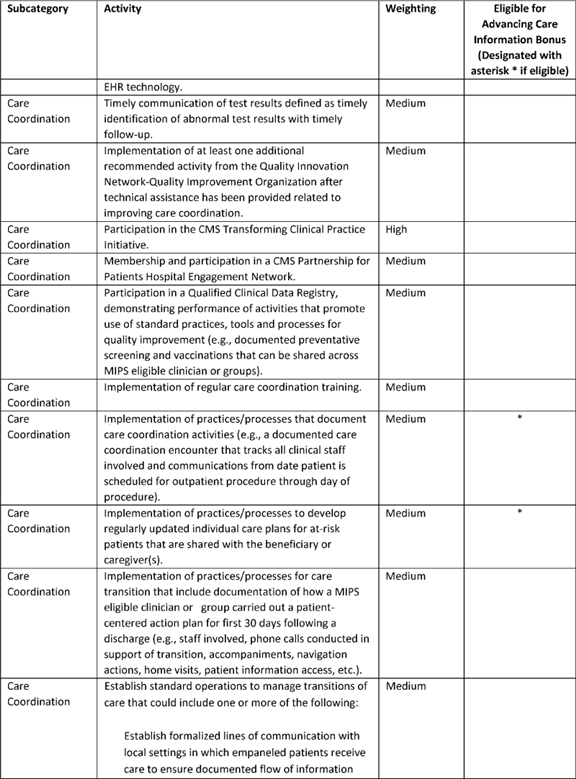 Subcategory Activity Weighting Eligible for
Advancing Care
Information Bonus
(Designated with
asterisk * if eligible)
EHR technology.
Care Timely communication of test results defined as timely Medium
Coordination identification of abnormal test results with timely
follow-up.
Care Implementation of at least one additional Medium
Coordination recommended activity from the Quality Innovation
Network-Quality Improvement Organization after
technical assistance has been provided related to
improving care coordination.
Care Participation in the CMS Transforming Clinical Practice High
Coordination Initiative.
Care Membership and participation in a CMS Partnership for Medium
Coordination Patients Hospital Engagement Network.
Care Participation in a Qualified Clinical Data Registry, Medium
Coordination demonstrating performance of activities that promote
use of standard practices, tools and processes for
quality improvement (e.g., documented preventative
screening and vaccinations that can be shared across
MIPS eligible clinician or groups).
Care Implementation of regular care coordination training. Medium
Coordination
Care Implementation of practices/processes that document Medium *
Coordination care coordination activities (e.g., a documented care
coordination encounter that tracks all clinical staff
involved and communications from date patient is
scheduled for outpatient procedure through day of
procedure).
Care Implementation of practices/processes to develop Medium *
Coordination regularly updated individual care plans for at-risk
patients that are shared with the beneficiary or
caregiver(s).
Care Implementation of practices/processes for care Medium
Coordination transition that include documentation of how a MIPS
eligible clinician or group carried out a patient-
centered action plan for first 30 days following a
discharge (e.g., staff involved, phone calls conducted in
support of transition, accompaniments, navigation
actions, home visits, patient information access, etc.).
Care Establish standard operations to manage transitions of Medium
Coordination care that could include one or more of the following:
Establish formalized lines of communication with
local settings in which empaneled patients receive
care to ensure documented flow of information